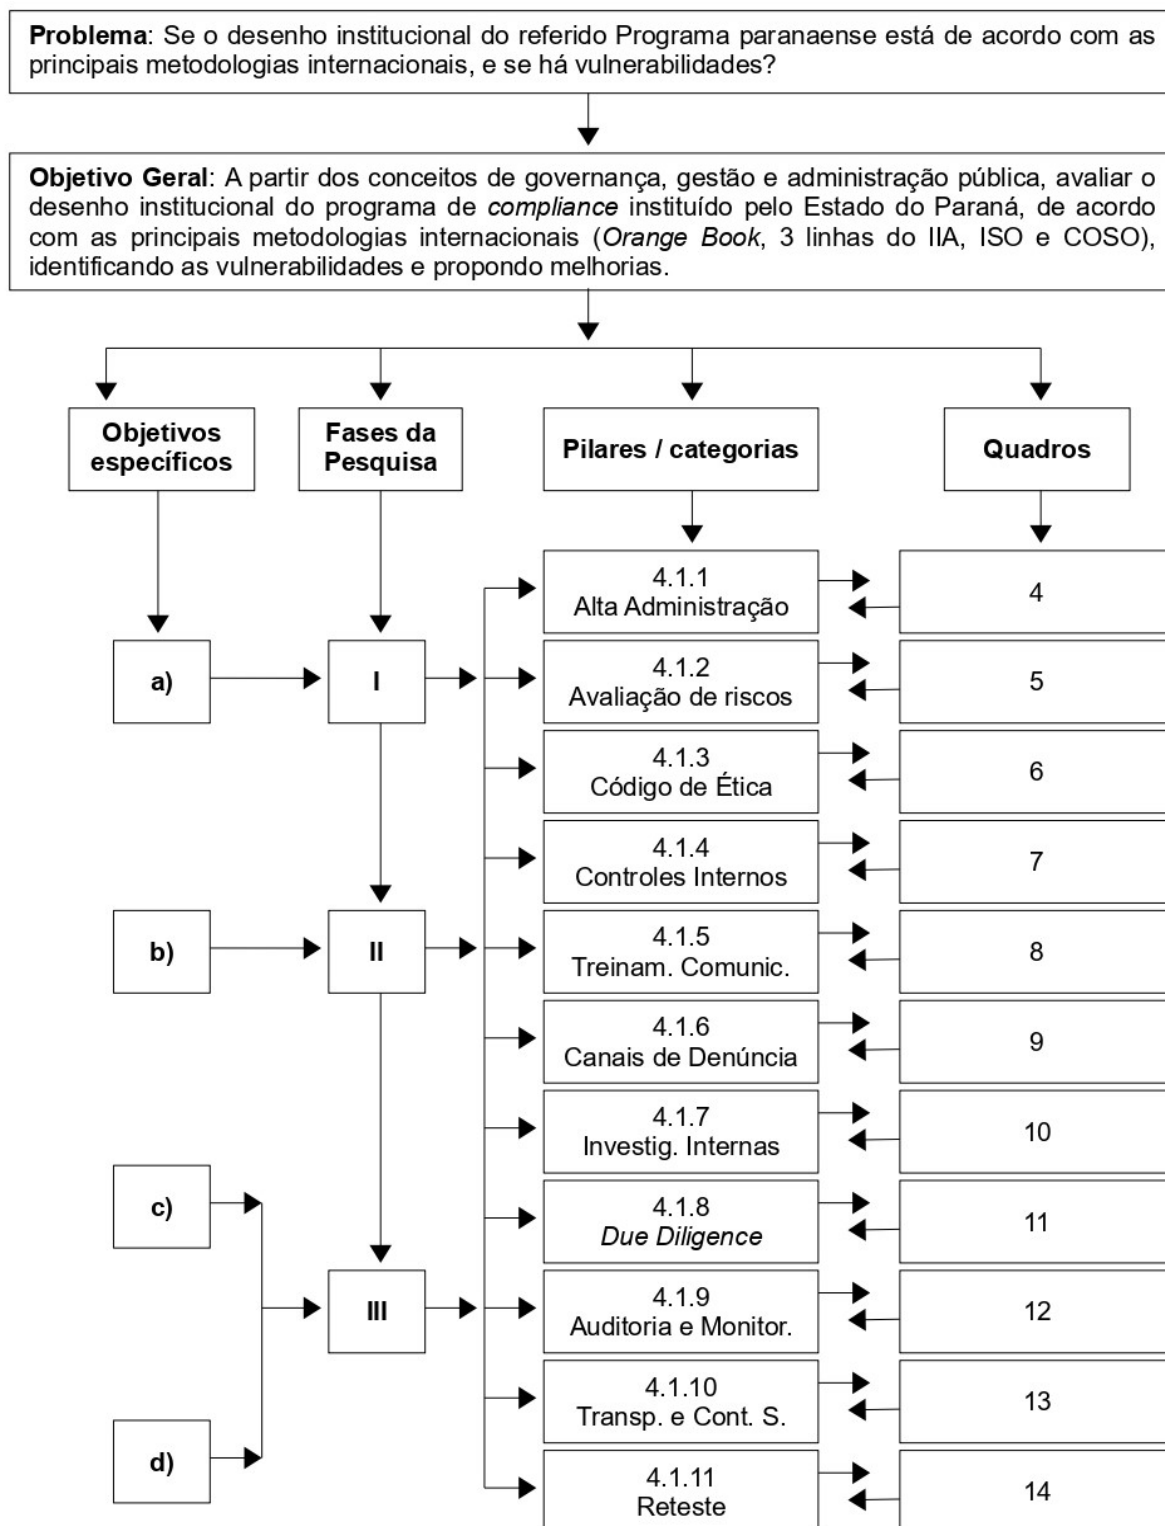 Problema: Se o desenho institucional do referido Programa paranaense está de acordo com as
principais metodologias internacionais, e se há vulnerabilidades?
Objetivo Geral: A partir dos conceitos de governança, gestão e administração pública, avaliar o
desenho institucional do programa de compliance instituído pelo Estado do Paraná, de acordo
com as principais metodologias internacionais (Orange Book, 3 linhas do IIA, ISO e COSO),
identificando as vulnerabilidades e propondo melhorias.
Objetivos
específicos
Fases da
Pesquisa
Pilares / categorias
Quadros
4.1.1
Alta Administração
4
a)
I
4.1.2
Avaliação de riscos
5
4.1.3
Código de Ética
6
4.1.4
Controles Internos
7
b)
II
4.1.5
Treinam. Comunic.
8
4.1.6
Canais de Denúncia
9
4.1.7
Investig. Internas
10
c)
4.1.8
Due Diligence
11
III
4.1.9
Auditoria e Monitor.
12
4.1.10
Transp. e Cont. S.
13
d)
4.1.11
Reteste
14